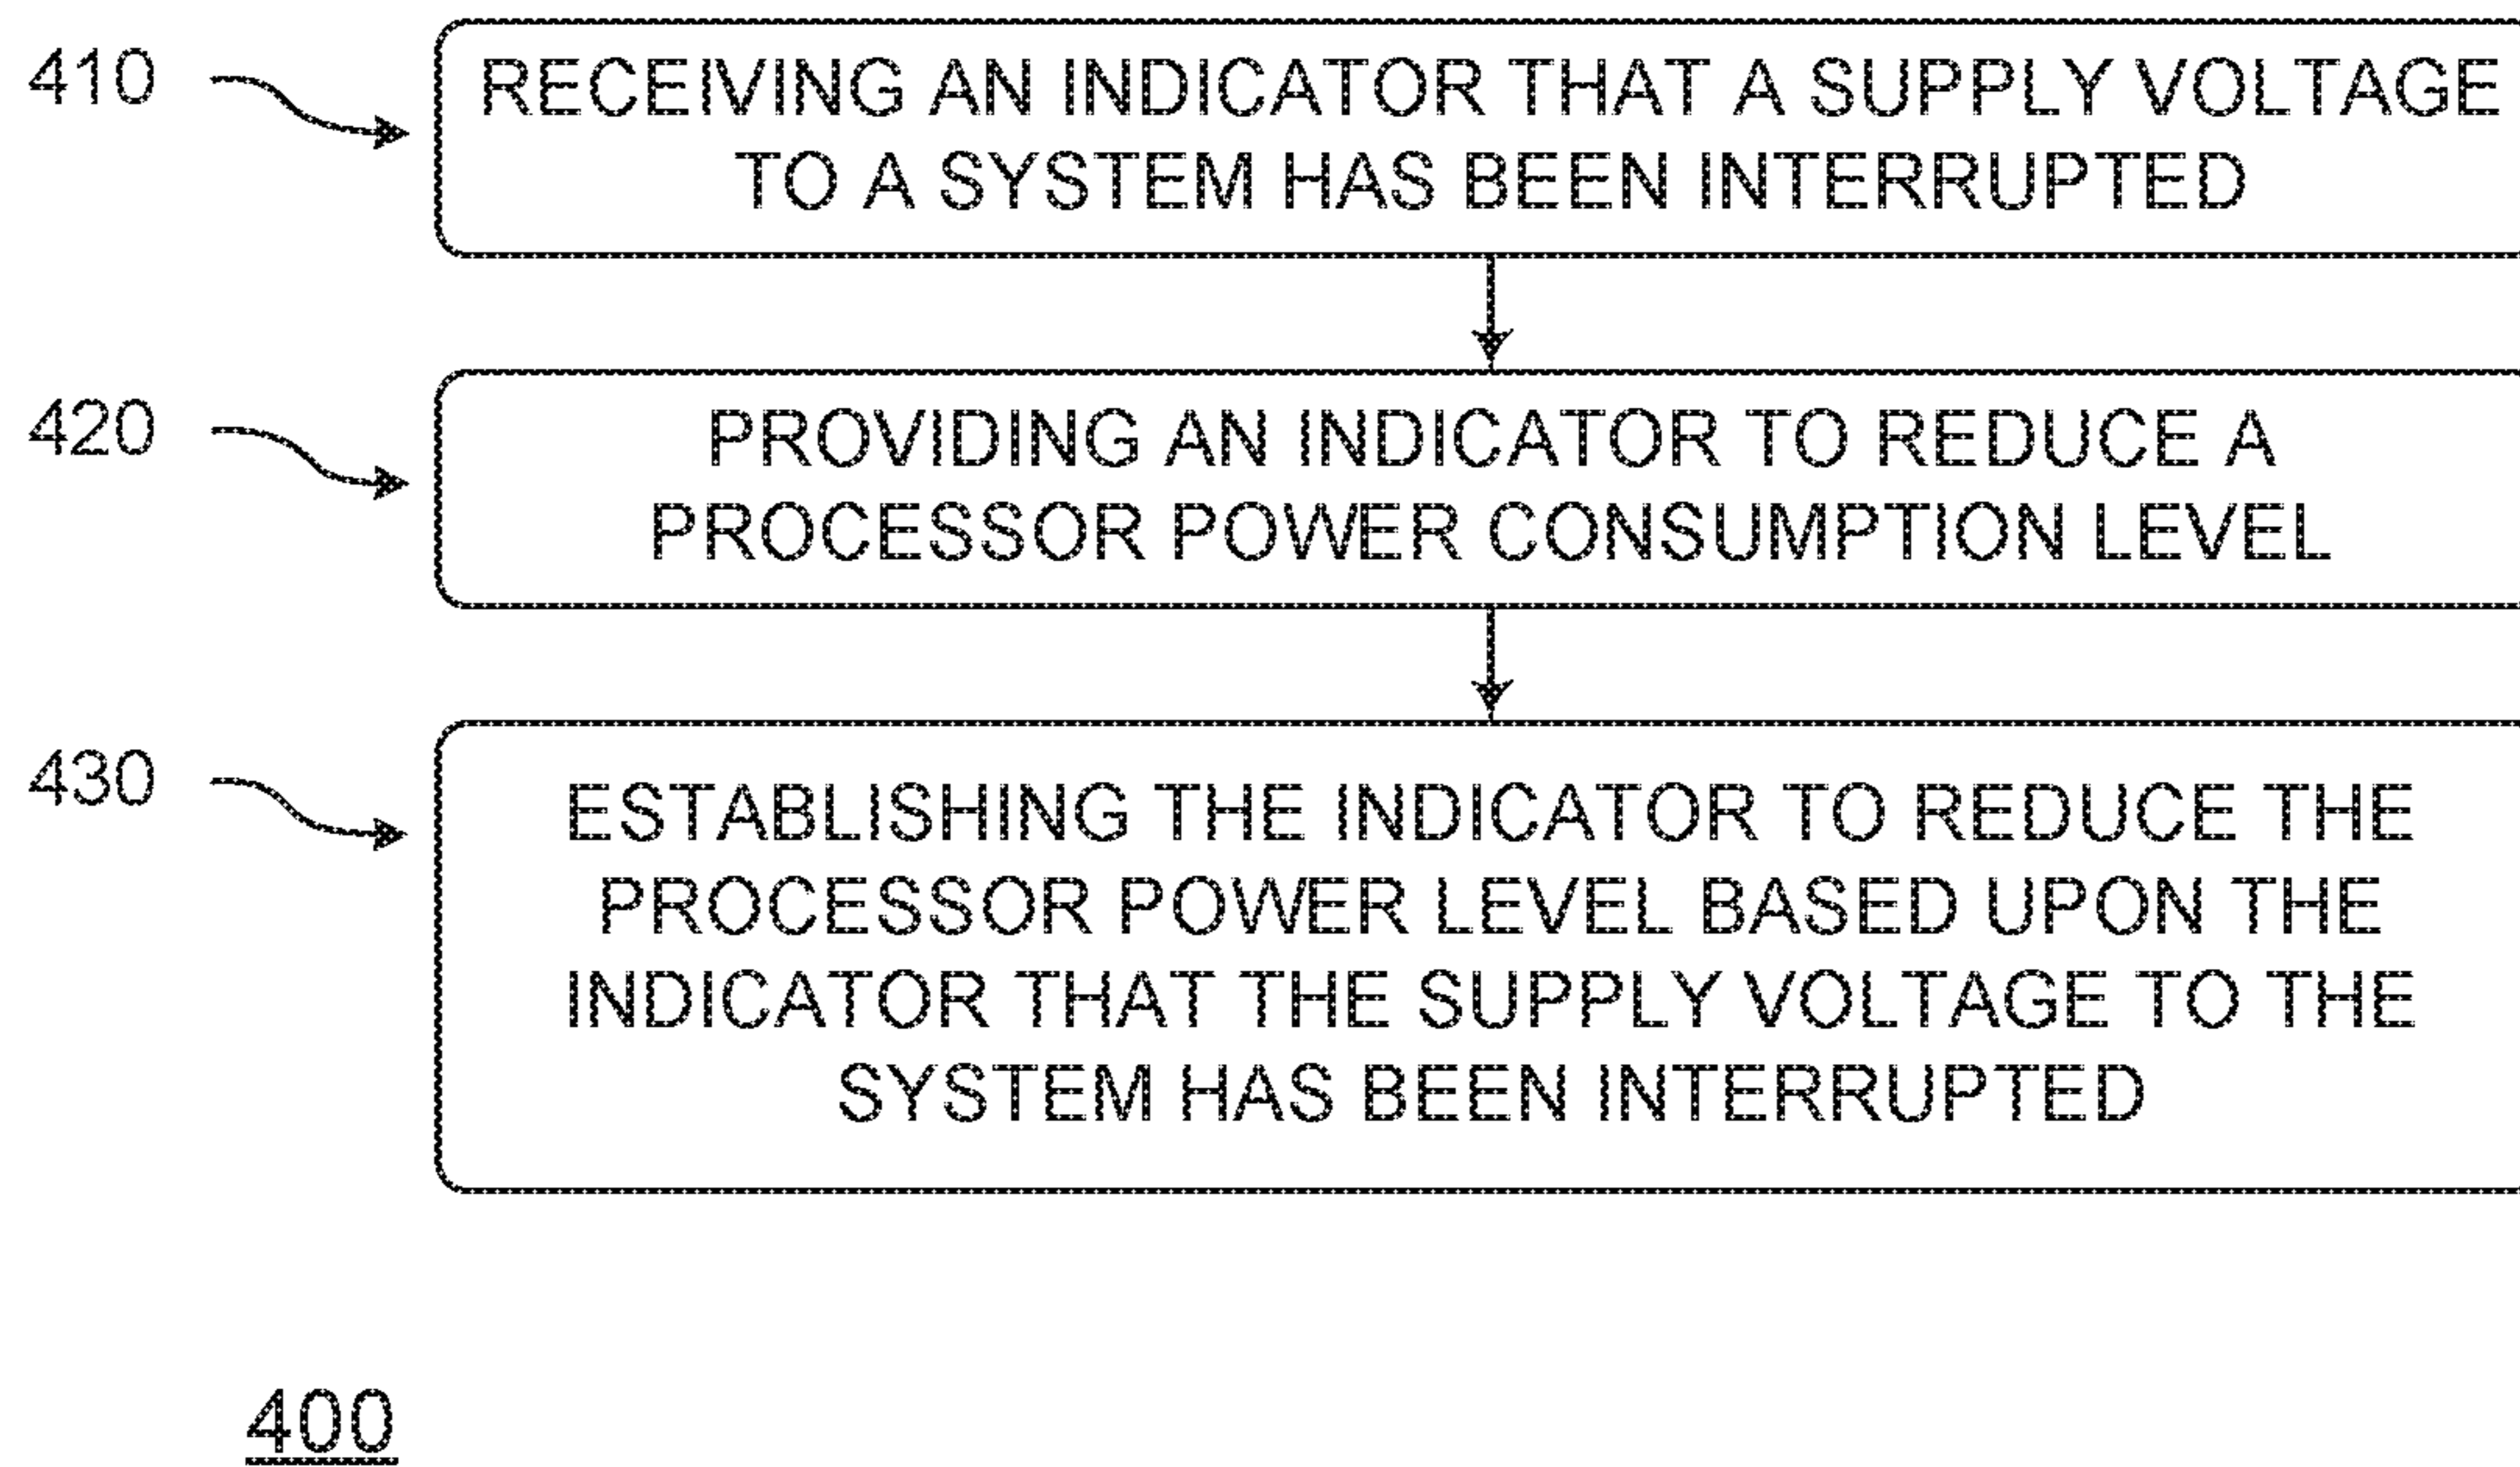 410
RECEIVING AN INDICATOR THAT A SUPPLY VOLTAGE
TO A SYSTEM HAS BEEN INTERRUPTED
420
PROVIDING AN INDICATOR TO REDUCE A
PROCESSOR POWER CONSUMPTION LEVEL
430
ESTABLISHING THE INDICATOR TO REDUCE THE
PROCESSOR POWER LEVEL BASED UPON THE
INDICATOR THAT THE SUPPLY VOLTAGE TO THE
SYSTEM HAS BEEN INTERRUPTED
400